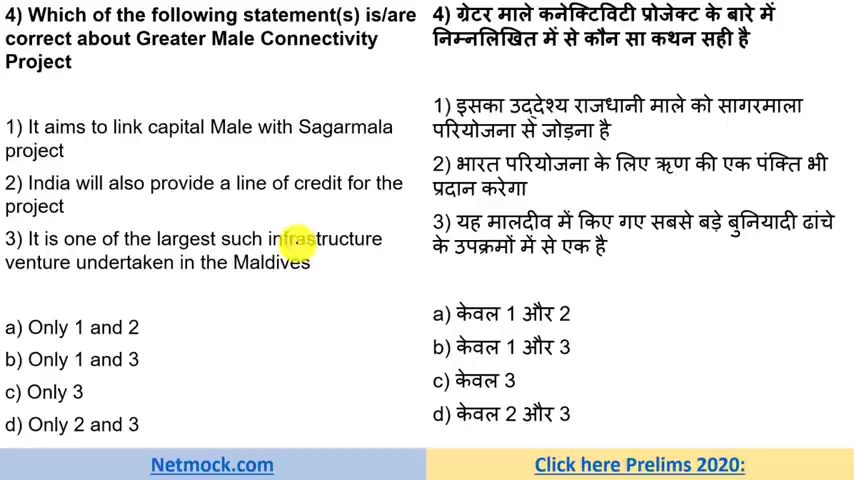 4) Which of the following statement(s) is/are
correct about Greater Male Connectivity
Project
1) It aims to link capital Male with Sagarmala
project
2) India will also provide a line of credit for the
project
3) It is one of the largest such infrastructure
venture undertaken in the Maldives
a) Only 1 and 2
b) Only 1 and 3
c) Only 3
d) Only 2 and 3
4) ग्रेटर माले कनेक्टिविटी प्रोजेक्ट के बारे में
निम्नलिखित में से कौन सा कथन सही है
1) इसका उद्देश्य राजधानी माले को सागरमाला
परियोजना से जोड़ना है
2) भारत परियोजना के लिए ऋण की एक पंक्ति भी
प्रदान करेगा
3) यह मालदीव में किए गए सबसे बड़े बुनियादी ढांचे
के उपक्रमों में से एक है
a) केवल 1 और 2
b) केवल 1 और 3
c) केवल 3
d) केवल 2 और 3
Netmock.com
Click here Prelims 2020: